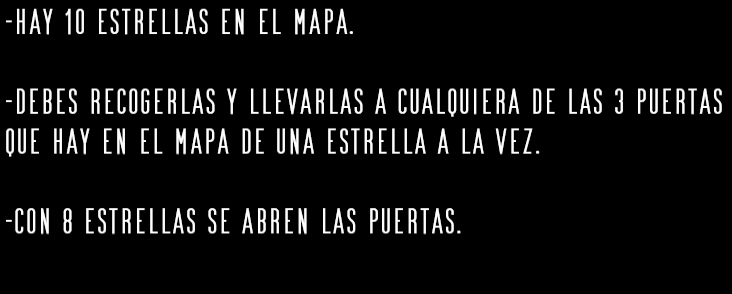 -HAY 10 ESTRELLAS EN EL MAPA.
-DEBES RECOGERLAS Y LLEVARLAS A CUALQUIERA DE LAS 3 PUERTAS
QUE HAY EN EL MAPA DE UNA ESTRELLA A LA VEZ.
-CON 8 ESTRELLAS SE ABREN LAS PUERTAS.